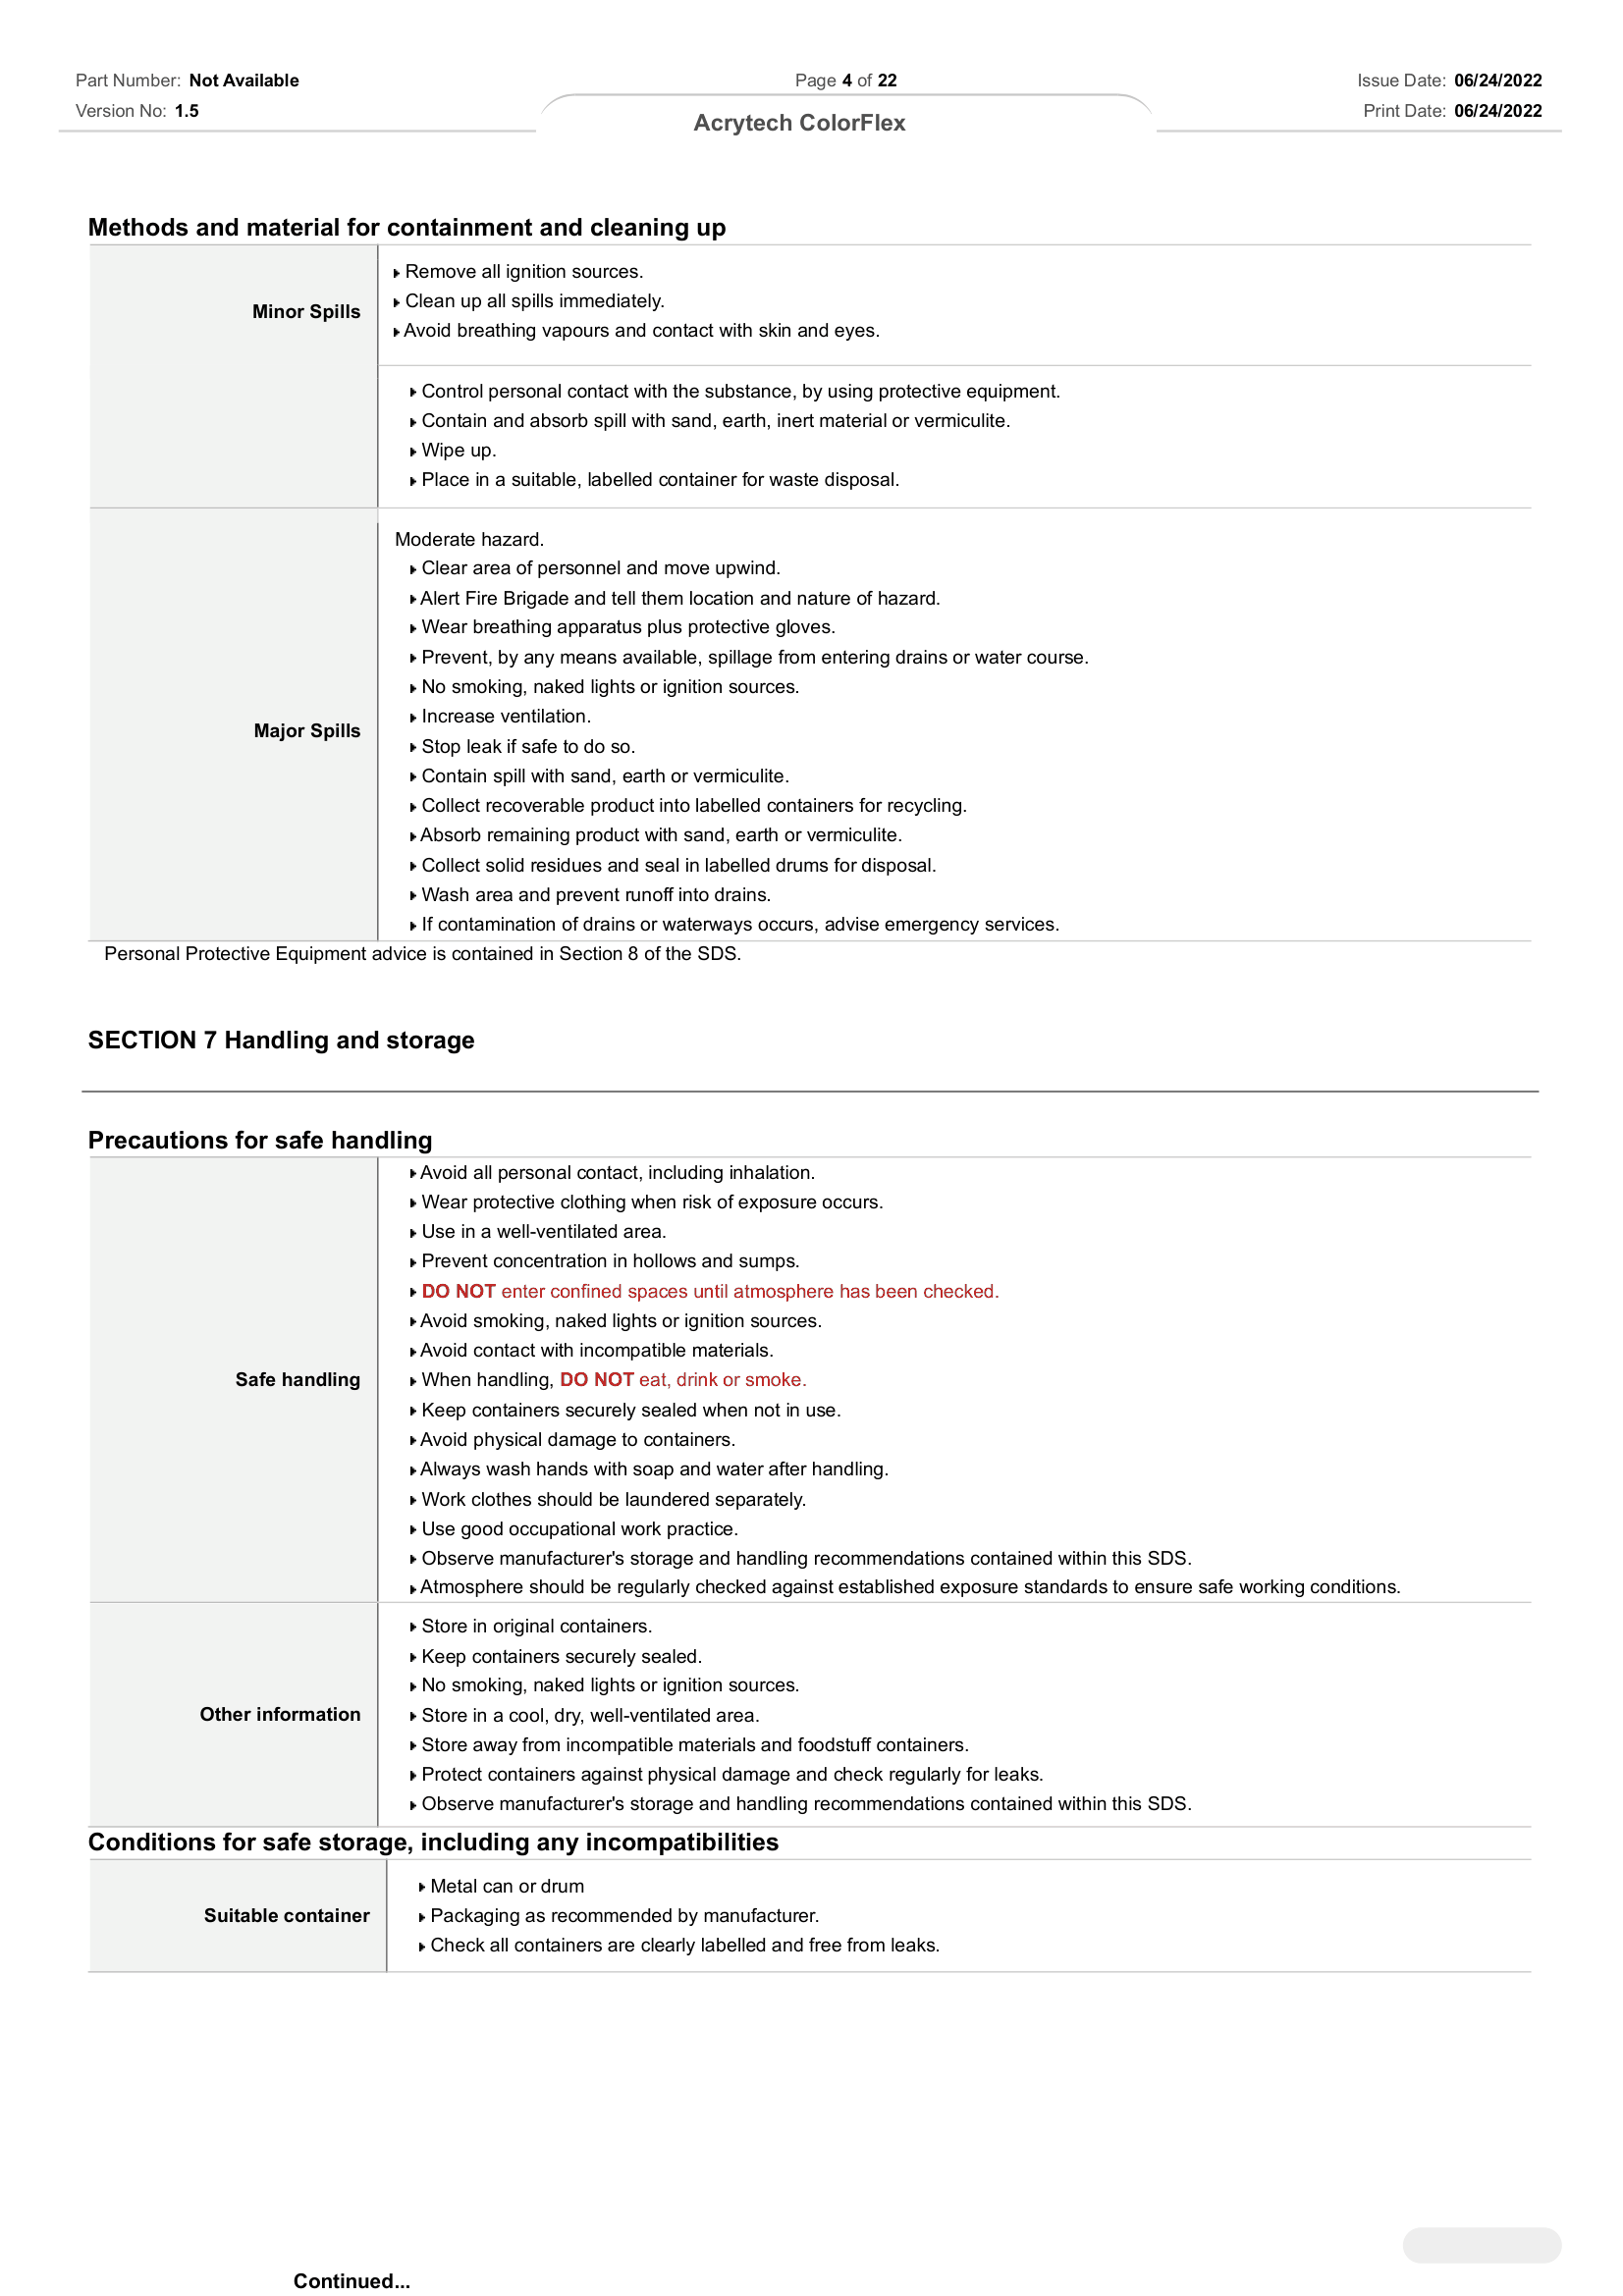 Part Number: Not Available
Page 4 of 22
Issue Date: 06/24/2022
Version No: 1.5
Acrytech ColorFlex
Print Date: 06/24/2022
Methods and material for containment and cleaning up
Minor Spills
Remove all ignition sources.
Clean up all spills immediately.
Avoid breathing vapours and contact with skin and eyes.
Control personal contact with the substance, by using protective equipment.
Contain and absorb spill with sand, earth, inert material or vermiculite.
Wipe up.
Place in a suitable, labelled container for waste disposal.
Major Spills
Moderate hazard.
Clear area of personnel and move upwind.
Alert Fire Brigade and tell them location and nature of hazard.
Wear breathing apparatus plus protective gloves.
Prevent, by any means available, spillage from entering drains or water course.
No smoking, naked lights or ignition sources.
Increase ventilation.
Stop leak if safe to do so.
Contain spill with sand, earth or vermiculite.
Collect recoverable product into labelled containers for recycling.
Absorb remaining product with sand, earth or vermiculite.
Collect solid residues and seal in labelled drums for disposal.
Wash area and prevent runoff into drains.
If contamination of drains or waterways occurs, advise emergency services.
Personal Protective Equipment advice is contained in Section 8 of the SDS.
SECTION 7 Handling and storage
Precautions for safe handling
Safe handling
Avoid all personal contact, including inhalation.
Wear protective clothing when risk of exposure occurs.
Use in a well-ventilated area.
Prevent concentration in hollows and sumps.
DO NOT enter confined spaces until atmosphere has been checked.
Avoid smoking, naked lights or ignition sources.
Avoid contact with incompatible materials.
When handling, DO NOT eat, drink or smoke.
Keep containers securely sealed when not in use.
Avoid physical damage to containers.
Always wash hands with soap and water after handling.
Work clothes should be laundered separately.
Use good occupational work practice.
Observe manufacturer's storage and handling recommendations contained within this SDS.
Atmosphere should be regularly checked against established exposure standards to ensure safe working conditions.
Other information
Store in original containers.
Keep containers securely sealed.
No smoking, naked lights or ignition sources.
Store in a cool, dry, well-ventilated area.
Store away from incompatible materials and foodstuff containers.
Protect containers against physical damage and check regularly for leaks.
Observe manufacturer's storage and handling recommendations contained within this SDS.
Conditions for safe storage, including any incompatibilities
Suitable container
Metal can or drum
Packaging as recommended by manufacturer.
Check all containers are clearly labelled and free from leaks.
Continued...